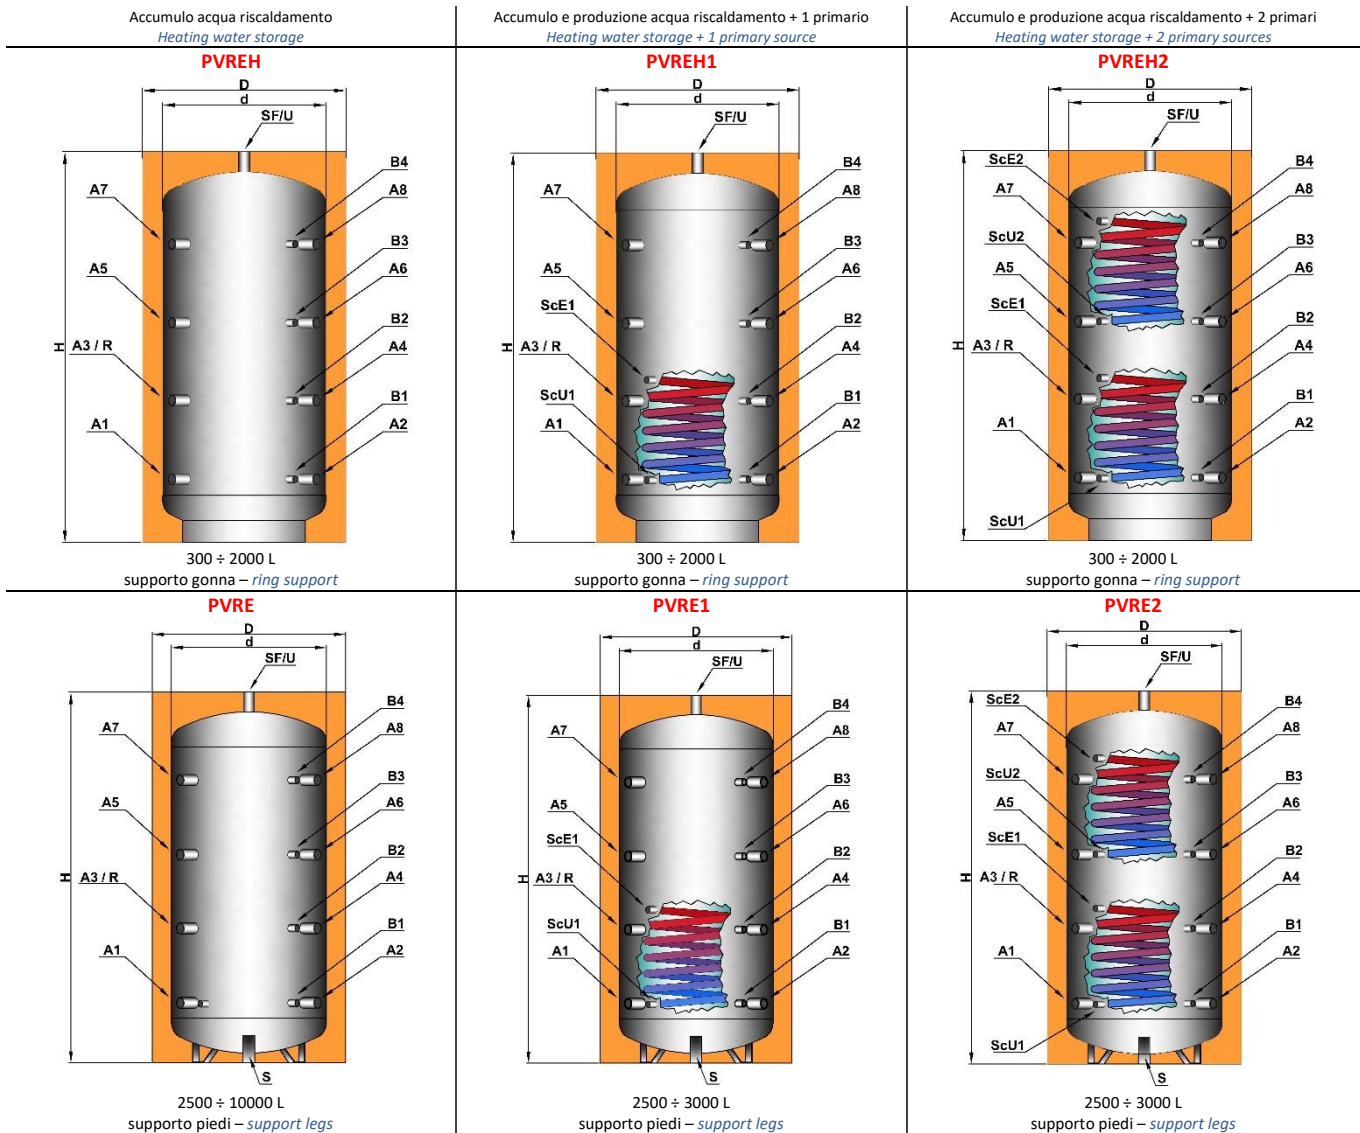 Accumulo acqua riscaldamento
Heating water storage
Accumulo e produzione acqua riscaldamento + 1 primario
Heating water storage + 1 primary source
Accumulo e produzione acqua riscaldamento + 2 primari
Heating water storage + 2 primary sources
PVREH
D
d
SF/U
B4
A7
A8
B3
A5
A6
B2
H
A3 / R
A4
B1
A1
A2
300 ÷ 2000 L
supporto gonna – ring support
PVREH1
D
d
SF/U
B4
A7
A8
B3
A5
A6
ScE1
B2
H
A3 / R
A4
ScU1
B1
A1
A2
300 ÷ 2000 L
supporto gonna – ring support
PVREH2
D
d
SF/U
ScE2
B4
A7
A8
ScU2
B3
A5
A6
ScE1
B2
H
A3 / R
A4
B1
A1
A2
ScU1
300 ÷ 2000 L
supporto gonna – ring support
PVRE
D
d
SF/U
B4
A7
A8
B3
A5
A6
B2
H
A3 / R
A4
B1
A1
A2
S
2500 ÷ 10000 L
supporto piedi – support legs
PVRE1
D
d
SF/U
B4
A7
A8
B3
A5
A6
ScE1
B2
H
A3 / R
A4
ScU1
B1
A1
A2
S
2500 ÷ 3000 L
supporto piedi – support legs
PVRE2
D
d
SF/U
ScE2
B4
A7
A8
ScU2
B3
A5
A6
ScE1
B2
H
A3 / R
A4
B1
A1
A2
ScU1
S
2500 ÷ 3000 L
supporto piedi – support legs